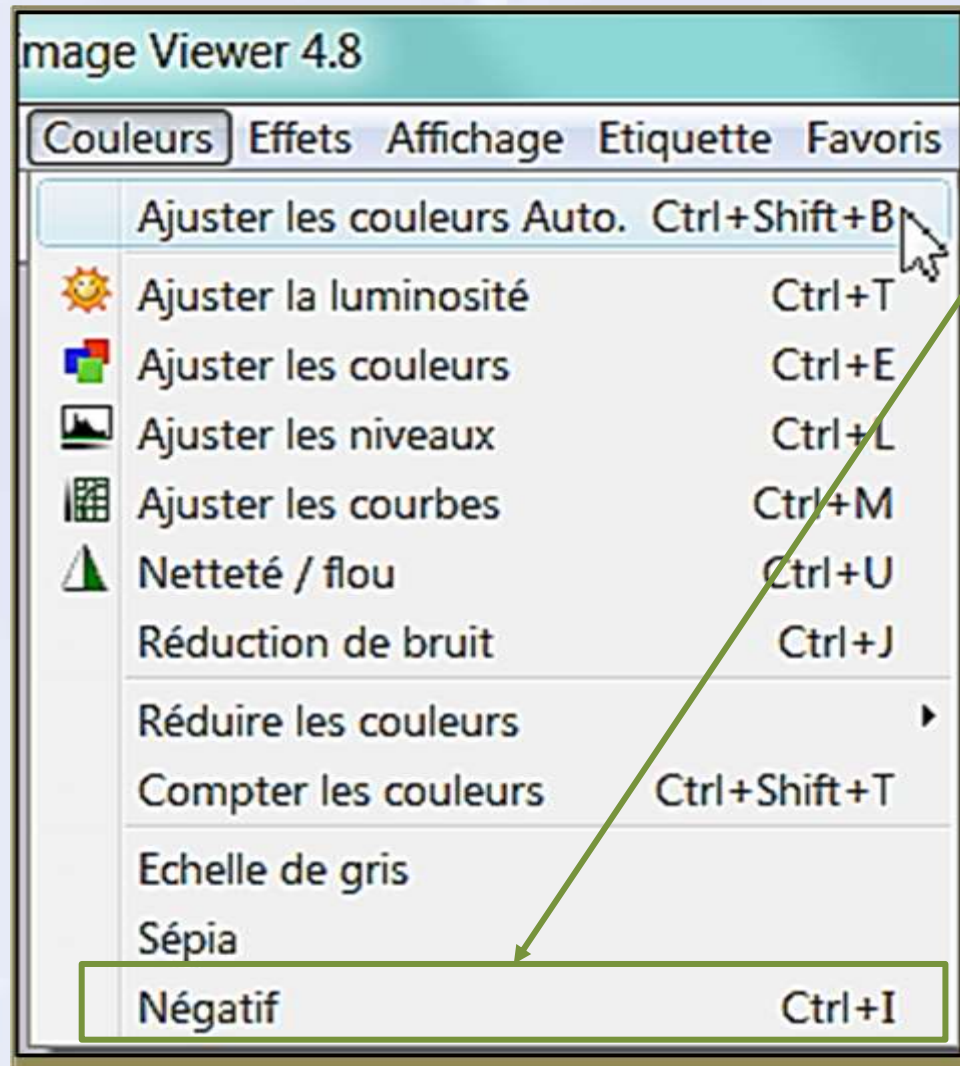 mage Viewer 4.8
Couleurs Effets Affichage Etiquette Favoris
Ajuster les couleurs Auto. Ctrl+Shift+B
Ajuster la luminosité Ctrl+T
Ajuster les couleurs Ctrl+E
Ajuster les niveaux Ctrl+L
Ajuster les courbes Ctrl+M
Netteté / flou Ctrl+U
Réduction de bruit Ctrl+J
Réduire les couleurs
Compter les couleurs Ctrl+Shift+T
Echelle de gris
Sépia
Négatif Ctrl+I